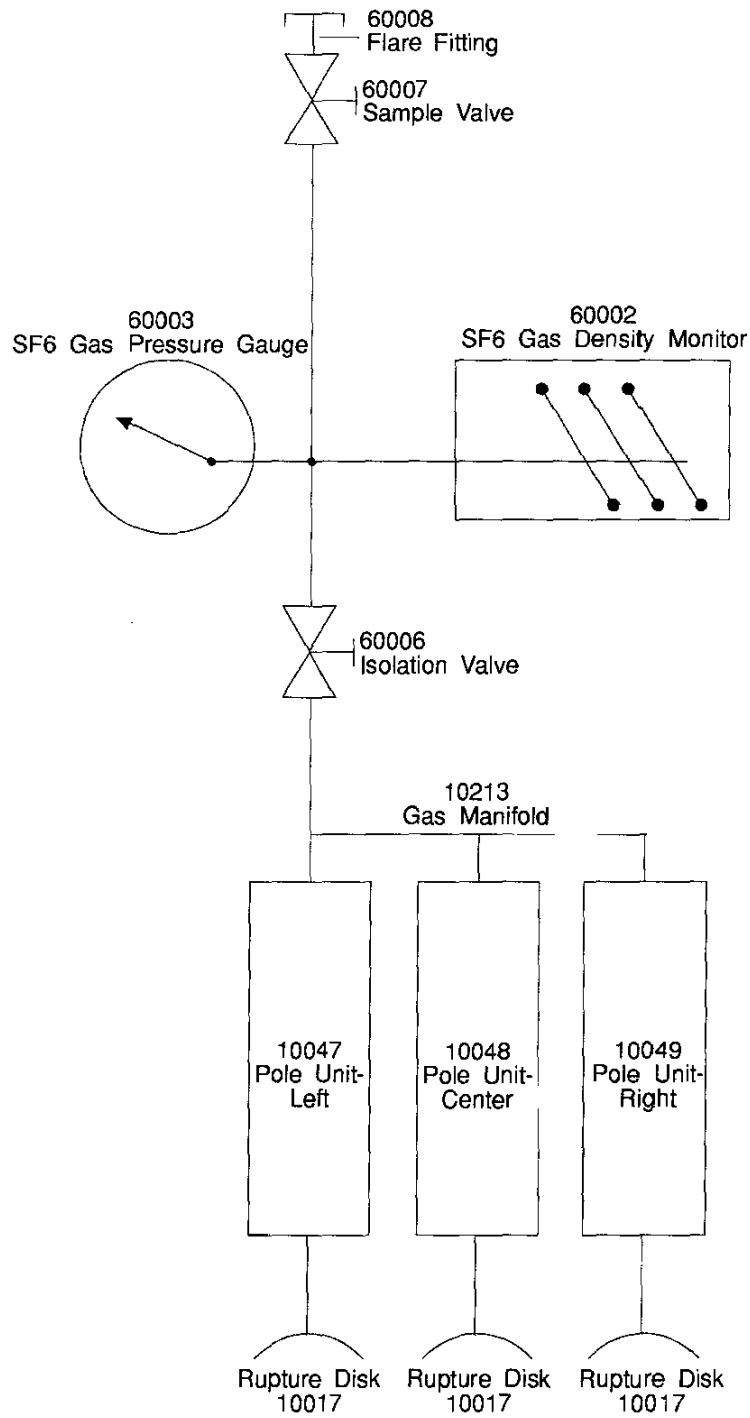 60008
Flare Fitting
60007
Sample Valve
60003
SF6 Gas Pressure Gauge
60002
SF6 Gas Density Monitor
60006
Isolation Valve
10213
Gas Manifold
10047
Pole Unit-
Left
10048
Pole Unit-
Center
10049
Pole Unit-
Right
Rupture Disk
10017
Rupture Disk
10017
Rupture Disk
10017